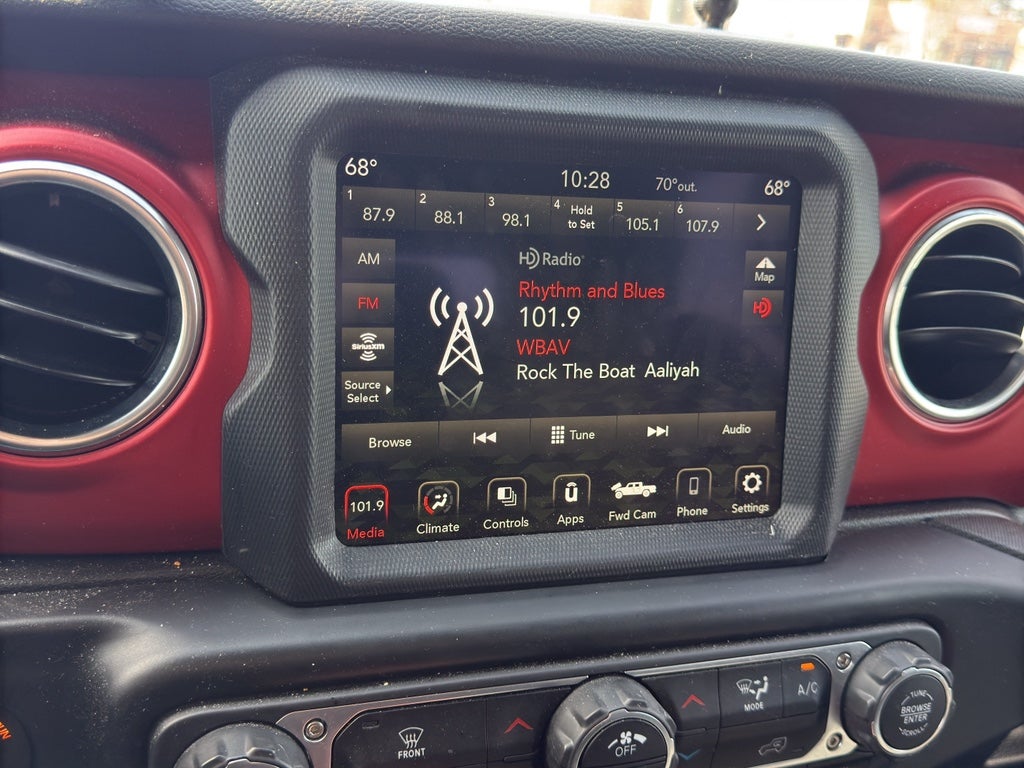 68° 10:28 70°out. 68°
1 87.9 2 88.1 3 98.1 4 Hold to Set 5 105.1 6 107.9
HD Radio
AM
Map
Rhythm and Blues
FM
101.9
HD
WBAV
SiriusXM
Rock The Boat Aaliyah
Source
Select
Browse Tune Audio
101.9
Media Climate Controls Apps Fwd Cam Phone Settings
FRONT
OFF
MODE
A/C
TUNE
BROWSE
ENTER
SCROLL